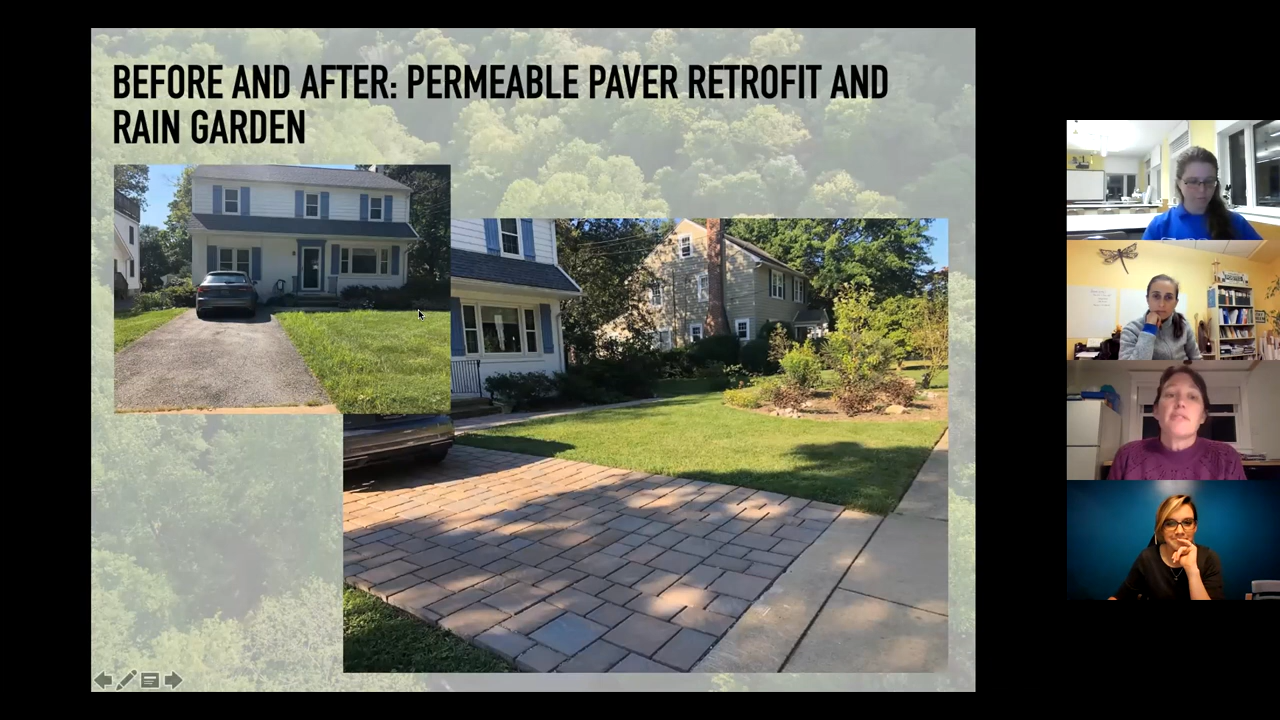 BEFORE AND AFTER: PERMEABLE PAVER RETROFIT AND
RAIN GARDEN